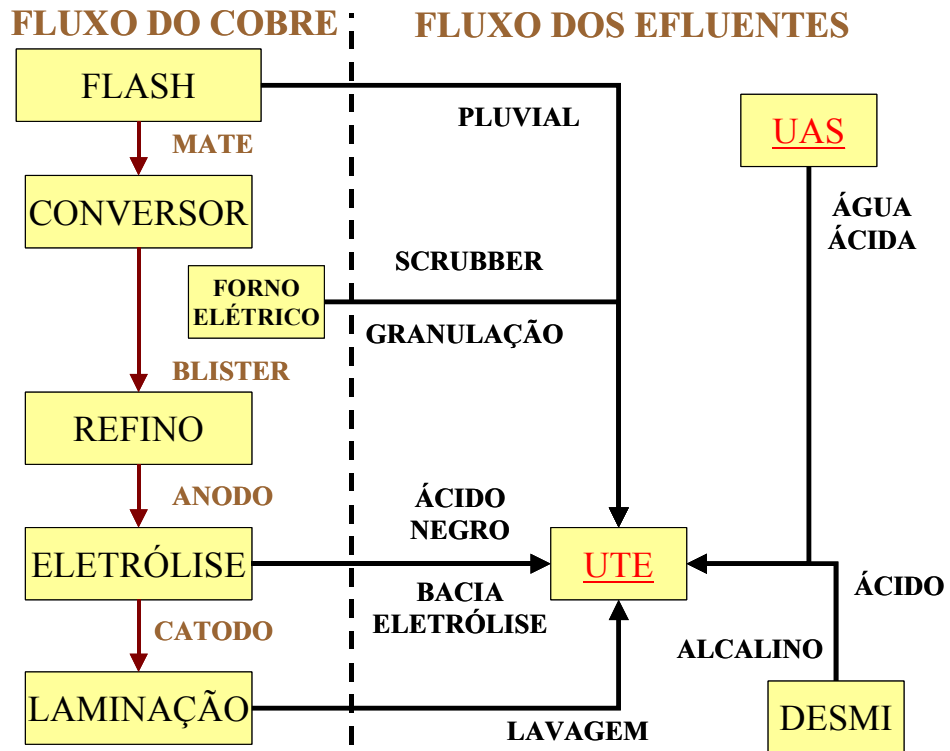 FLUXO DO COBRE
FLUXO DOS EFLUENTES
FLASH
PLUVIAL
UAS
MATE
CONVERSOR
ÁGUA
ÁCIDA
SCRUBBER
FORNO
ELÉTRICO
GRANULAÇÃO
BLISTER
REFINO
ANODO
ÁCIDO
NEGRO
ELETRÓLISE
UTE
ÁCIDO
BACIA
ELETRÓLISE
CATODO
ALCALINO
LAMINAÇÃO
LAVAGEM
DESMI